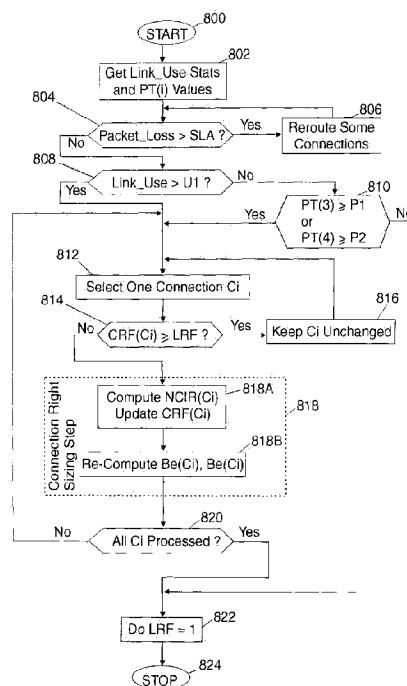 800
START
802
Get Link_Use Stats
and PT(i) Values
804
806
Packet_Loss > SLA ?
Yes
Reroute Some
Connections
No
808
Link_Use > U1 ?
No
810
Yes
Yes
PT(3) ⩾ P1
or
PT(4) ⩾ P2
No
812
Select One Connection Ci
814
816
CRF(Ci) ⩾ LRF ?
Yes
Keep Ci Unchanged
No
Connection Right
Sizing Step
818A
Compute NCIR(Ci)
Update CRF(Ci)
818
818B
Re-Compute Be(Ci), Be(Ci)
820
No
All Ci Processed ?
Yes
822
Do LRF = 1
824
STOP